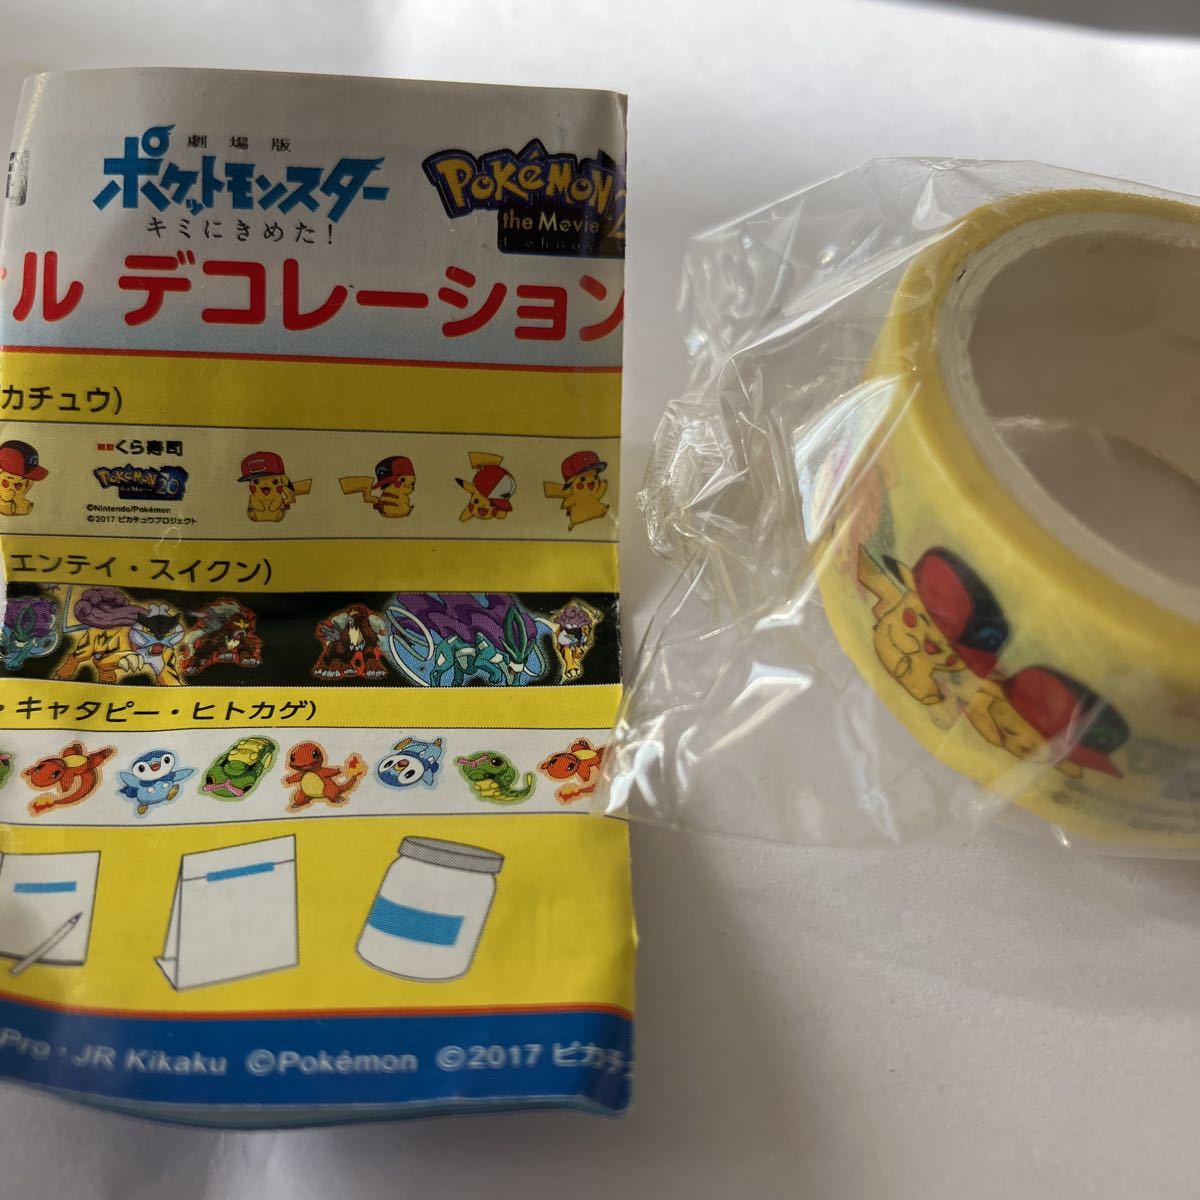 劇場版
ポケットモンスター
キミにきめた!
POKÉMON
the Movie 2
ル デコレーション
カチュウ)
くら寿司
POKÉMON
the Movie 20
©Nintendo/Pokémon
©2017 ピカチュウプロジェクト
エンテイ・スイクン)
・キャタピー・ヒトカゲ)
Pro・JR Kikaku ©Pokémon ©2017 ピカチ